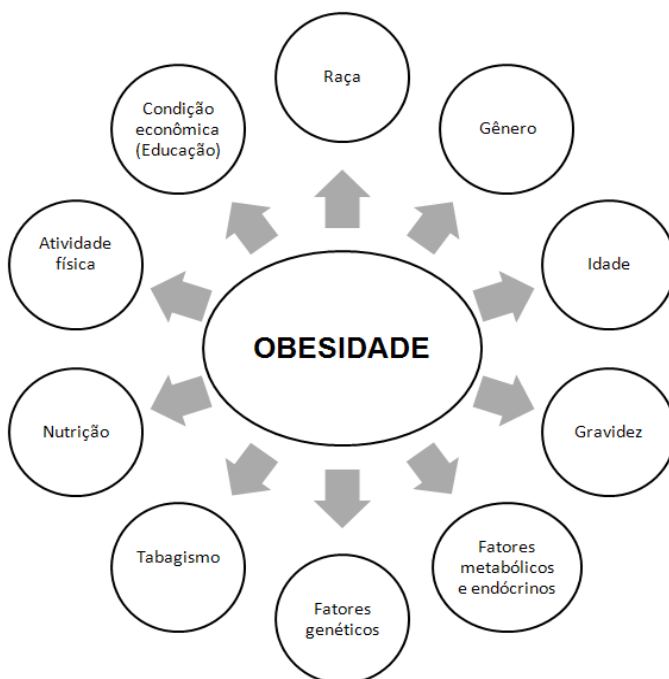 Raça
Condição
econômica
(Educação)
Gênero
Atividade
física
Idade
OBESIDADE
Nutrição
Gravidez
Tabagismo
Fatores
metabólicos
e endócrinos
Fatores
genéticos